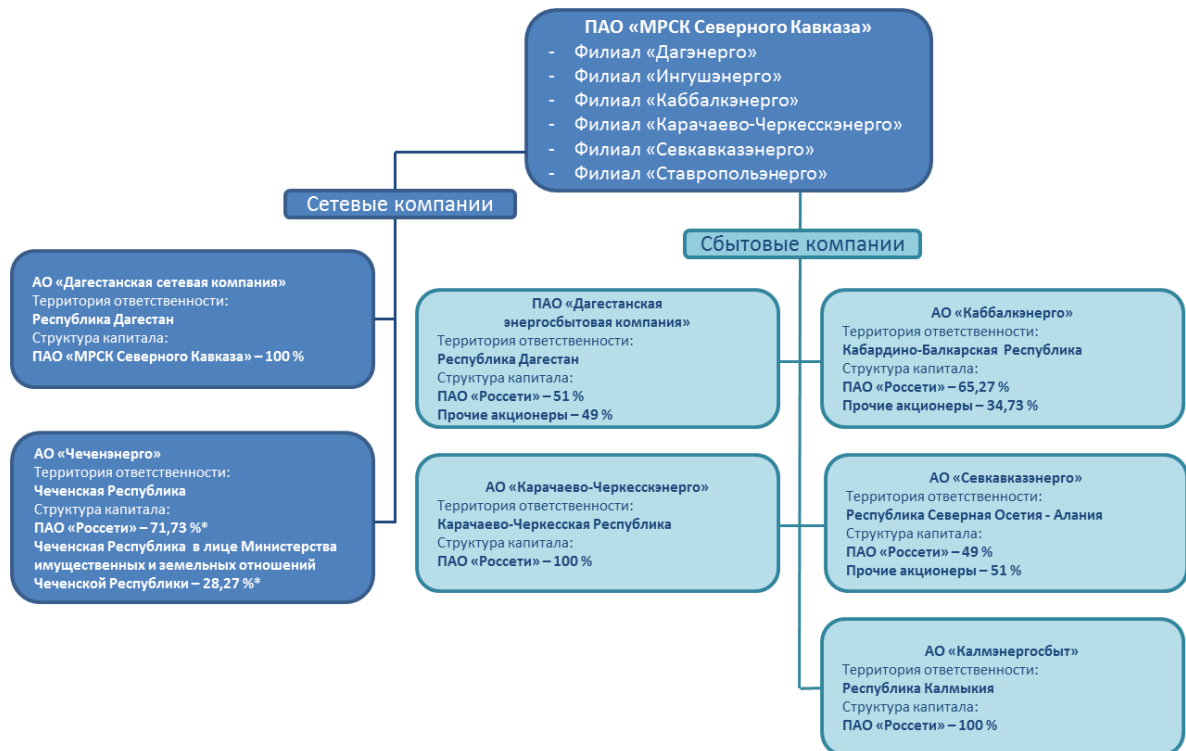 ПАО «МРСК Северного Кавказа»
- Филиал «Дагэнерго»
- Филиал «Ингушэнерго»
- Филиал «Каббалкэнерго»
- Филиал «Карачаево-Черкесскэнерго»
- Филиал «Севкавказэнерго»
- Филиал «Ставропольэнерго»
Сетевые компании
Сбытовые компании
АО «Дагестанская сетевая компания»
Территория ответственности:
Республика Дагестан
Структура капитала:
ПАО «МРСК Северного Кавказа» – 100 %
АО «Чеченэнерго»
Территория ответственности:
Чеченская Республика
Структура капитала:
ПАО «Россети» – 71,73 %*
Чеченская Республика в лице Министерства
имущественных и земельных отношений
Чеченской Республики – 28,27 %*
ПАО «Дагестанская
энергосбытовая компания»
Территория ответственности:
Республика Дагестан
Структура капитала:
ПАО «Россети» – 51 %
Прочие акционеры – 49 %
АО «Каббалкэнерго»
Территория ответственности:
Кабардино-Балкарская Республика
Структура капитала:
ПАО «Россети» – 65,27 %
Прочие акционеры – 34,73 %
АО «Карачаево-Черкесскэнерго»
Территория ответственности:
Карачаево-Черкесская Республика
Структура капитала:
ПАО «Россети» – 100 %
АО «Севкавказэнерго»
Территория ответственности:
Республика Северная Осетия - Алания
Структура капитала:
ПАО «Россети» – 49 %
Прочие акционеры – 51 %
АО «Калмэнергосбыт»
Территория ответственности:
Республика Калмыкия
Структура капитала:
ПАО «Россети» – 100 %